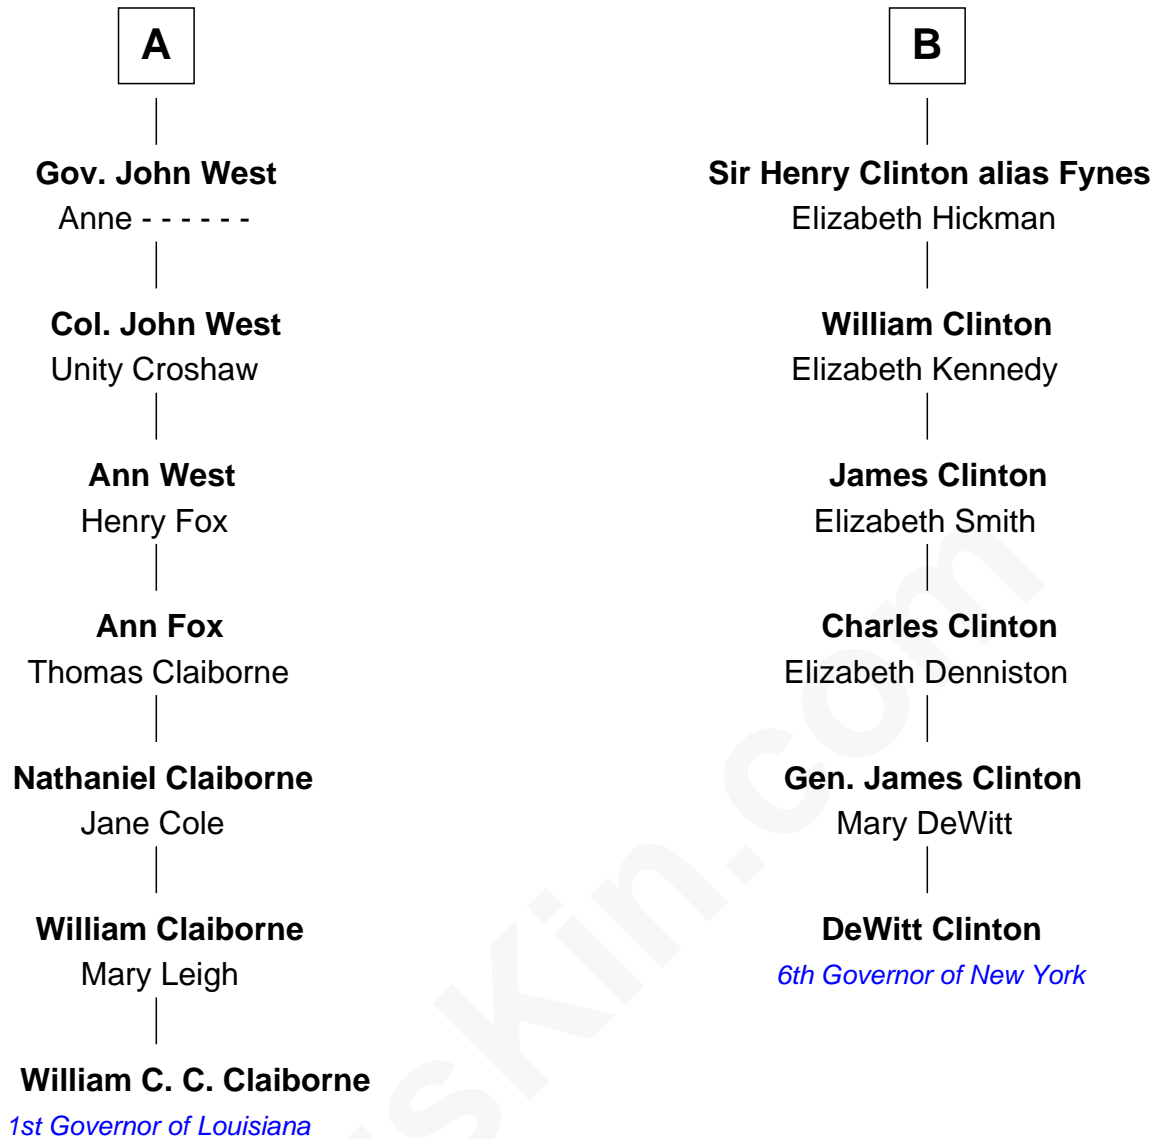 A
Gov. John West
Anne - - - - - -
Col. John West
Unity Croshaw
Ann West
Henry Fox
Ann Fox
Thomas Claiborne
Nathaniel Claiborne
Jane Cole
William Claiborne
Mary Leigh
William C. C. Claiborne
1st Governor of Louisiana
B
Sir Henry Clinton alias Fynes
Elizabeth Hickman
William Clinton
Elizabeth Kennedy
James Clinton
Elizabeth Smith
Charles Clinton
Elizabeth Denniston
Gen. James Clinton
Mary DeWitt
DeWitt Clinton
6th Governor of New York